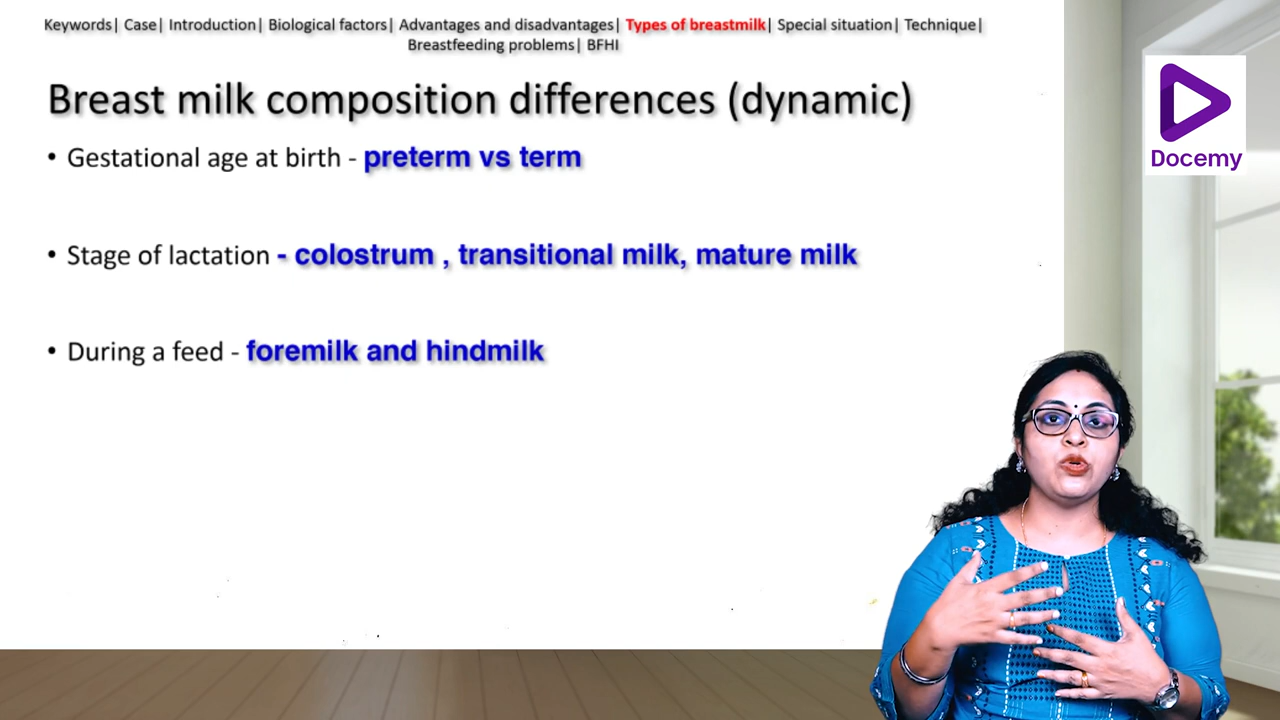 Keywords| Case| Introduction| Biological factors| Advantages and disadvantages| Types of breastmilk| Special situation| Technique|
Breastfeeding problems| BFHI
Breast milk composition differences (dynamic)
• Gestational age at birth - preterm vs term
• Stage of lactation - colostrum , transitional milk, mature milk
• During a feed - foremilk and hindmilk
Docemy